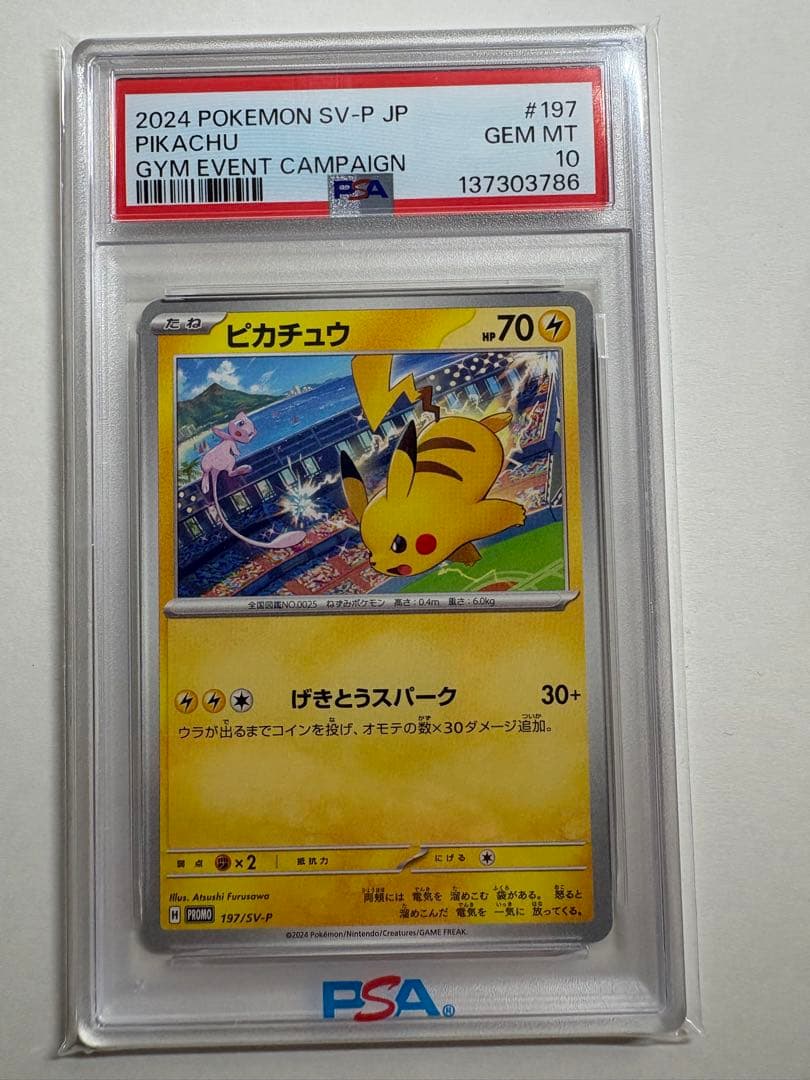 2024 POKEMON SV-P JP #197
PIKACHU GEM MT
GYM EVENT CAMPAIGN 10
PSA 137303786
たね ピカチュウ HP70
全国図鑑NO.0025 ねずみポケモン 高さ:0.4m 重さ:6.0kg
げきとうスパーク 30+
ウラが出るまでコインを投げ、オモテの数×30ダメージ追加。
弱点 ×2 抵抗力 にげる
Illus. Atsushi Furusawa
両頬には 電気を 溜めこむ 袋がある。 怒ると
溜めこんだ 電気を 一気に 放ってくる。
H PROMO 197/SV-P
©2024 Pokémon/Nintendo/Creatures/GAME FREAK.
PSA®